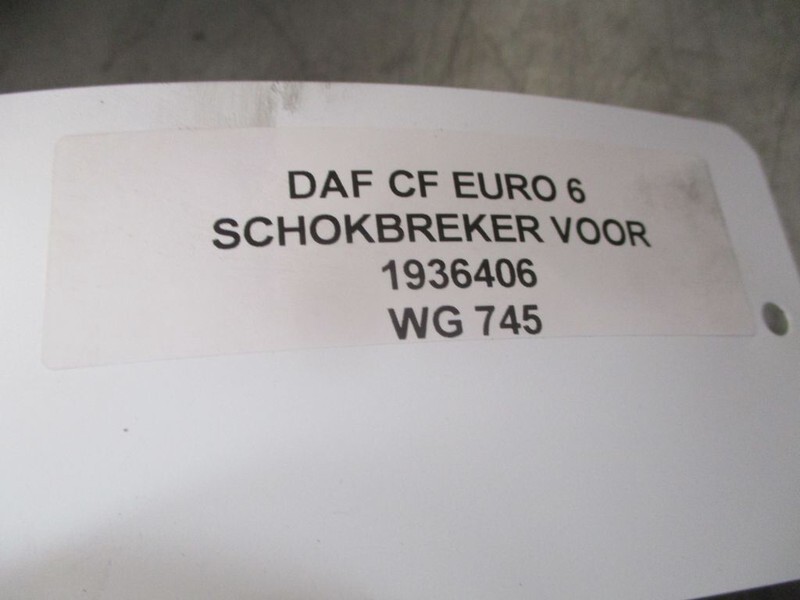 DAF CF EURO 6
SCHOKBREKER VOOR
1936406
WG 745